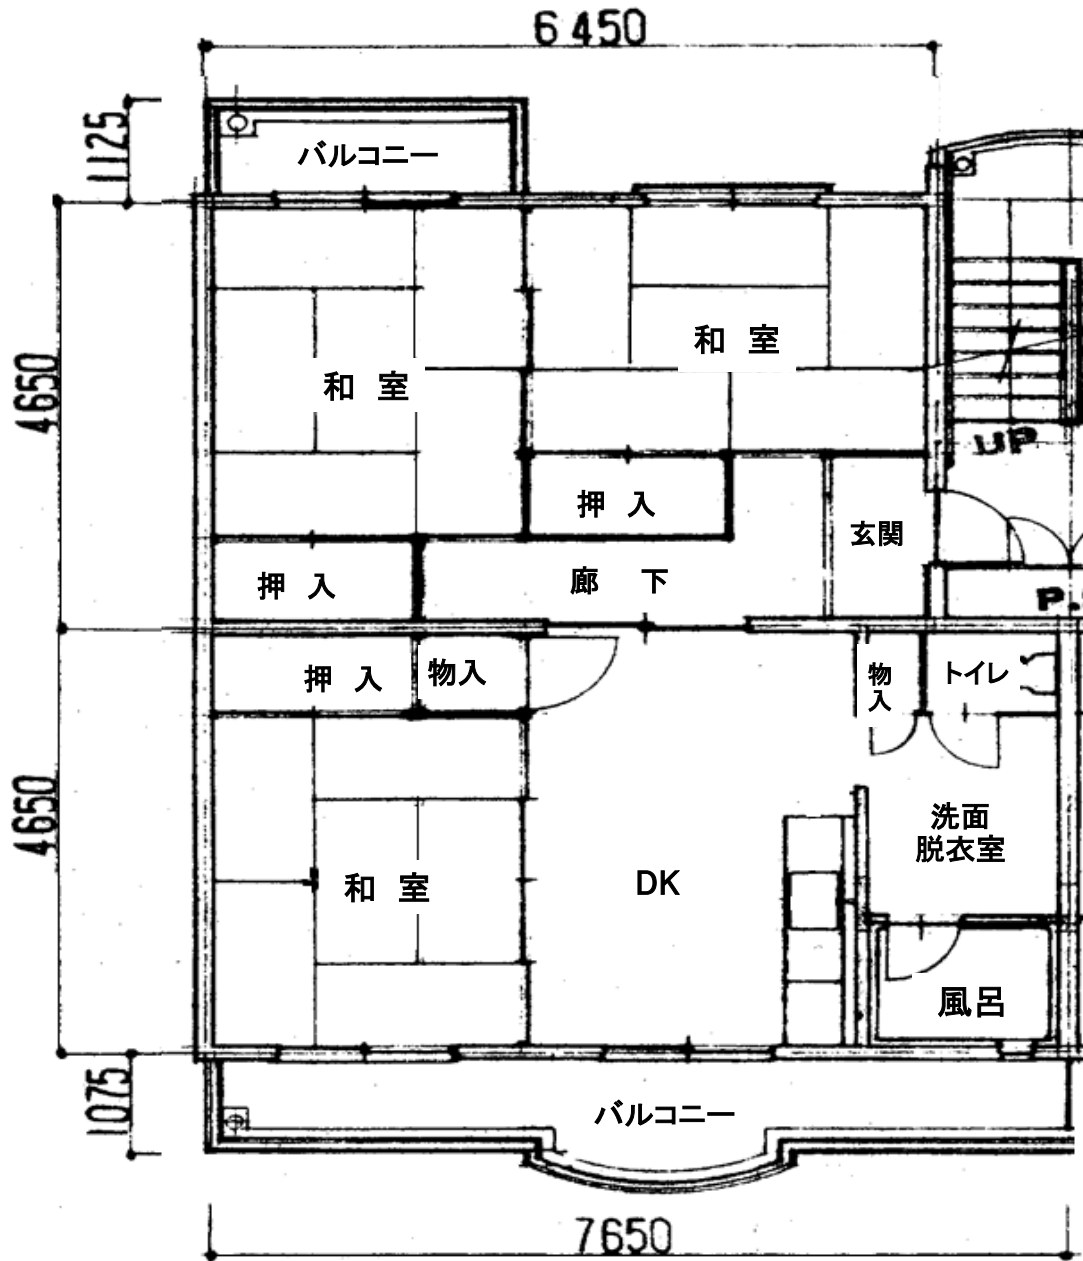 6450
1125
バルコニー
和 室
和 室
4650
UP
押 入
玄関
押 入
廊 下
P.
押 入
物入
物
入
トイレ
洗面
脱衣室
4650
和 室
DK
風呂
1075
バルコニー
7650